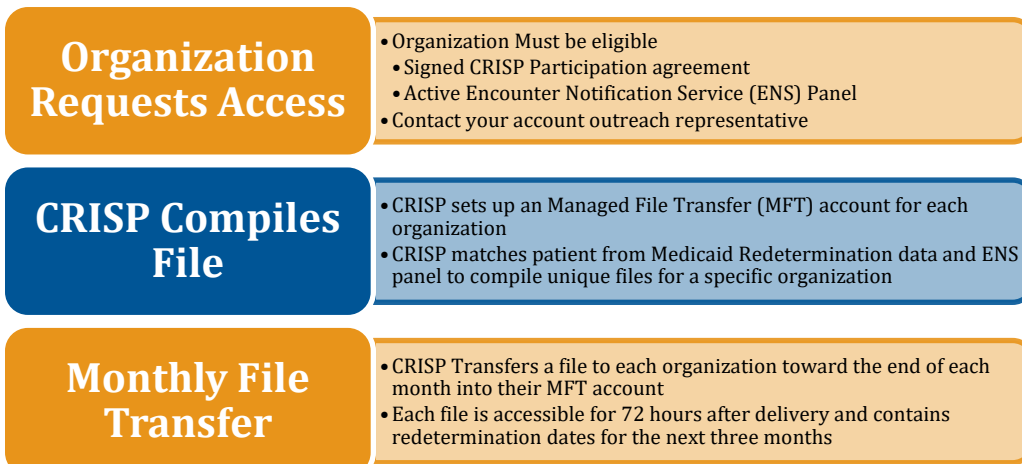 Organization
Requests Access
•Organization Must be eligible
•Signed CRISP Participation agreement
•Active Encounter Notification Service (ENS) Panel
•Contact your account outreach representative
CRISP Compiles
File
•CRISP sets up an Managed File Transfer (MFT) account for each
organization
•CRISP matches patient from Medicaid Redetermination data and ENS
panel to compile unique files for a specific organization
Monthly File
Transfer
•CRISP Transfers a file to each organization toward the end of each
month into their MFT account
•Each file is accessible for 72 hours after delivery and contains
redetermination dates for the next three months